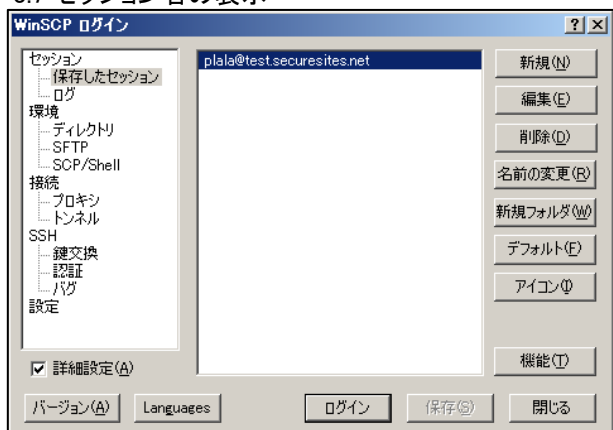 WinSCP ログイン
セッション
保存したセッション
ログ
環境
ディレクトリ
SFTP
SCP/Shell
接続
プロキシ
トンネル
SSH
鍵交換
認証
バグ
設定
詳細設定(A)
plala@test.securesites.net
新規(N)
編集(E)
削除(D)
名前の変更(R)
新規フォルダ(W)
デフォルト(F)
アイコン(I)
機能(T)
バージョン(A)
Languages
ログイン
保存(S)
閉じる